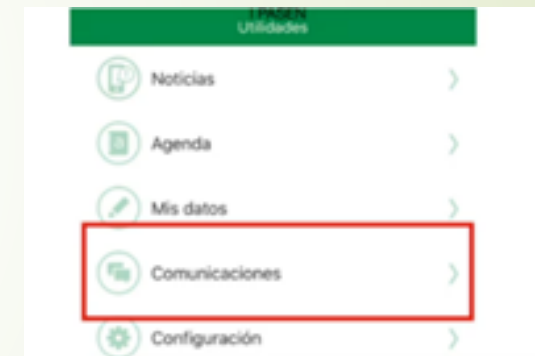 iPASEN
Utilidades
Noticias
Agenda
Mis datos
Comunicaciones
Configuración